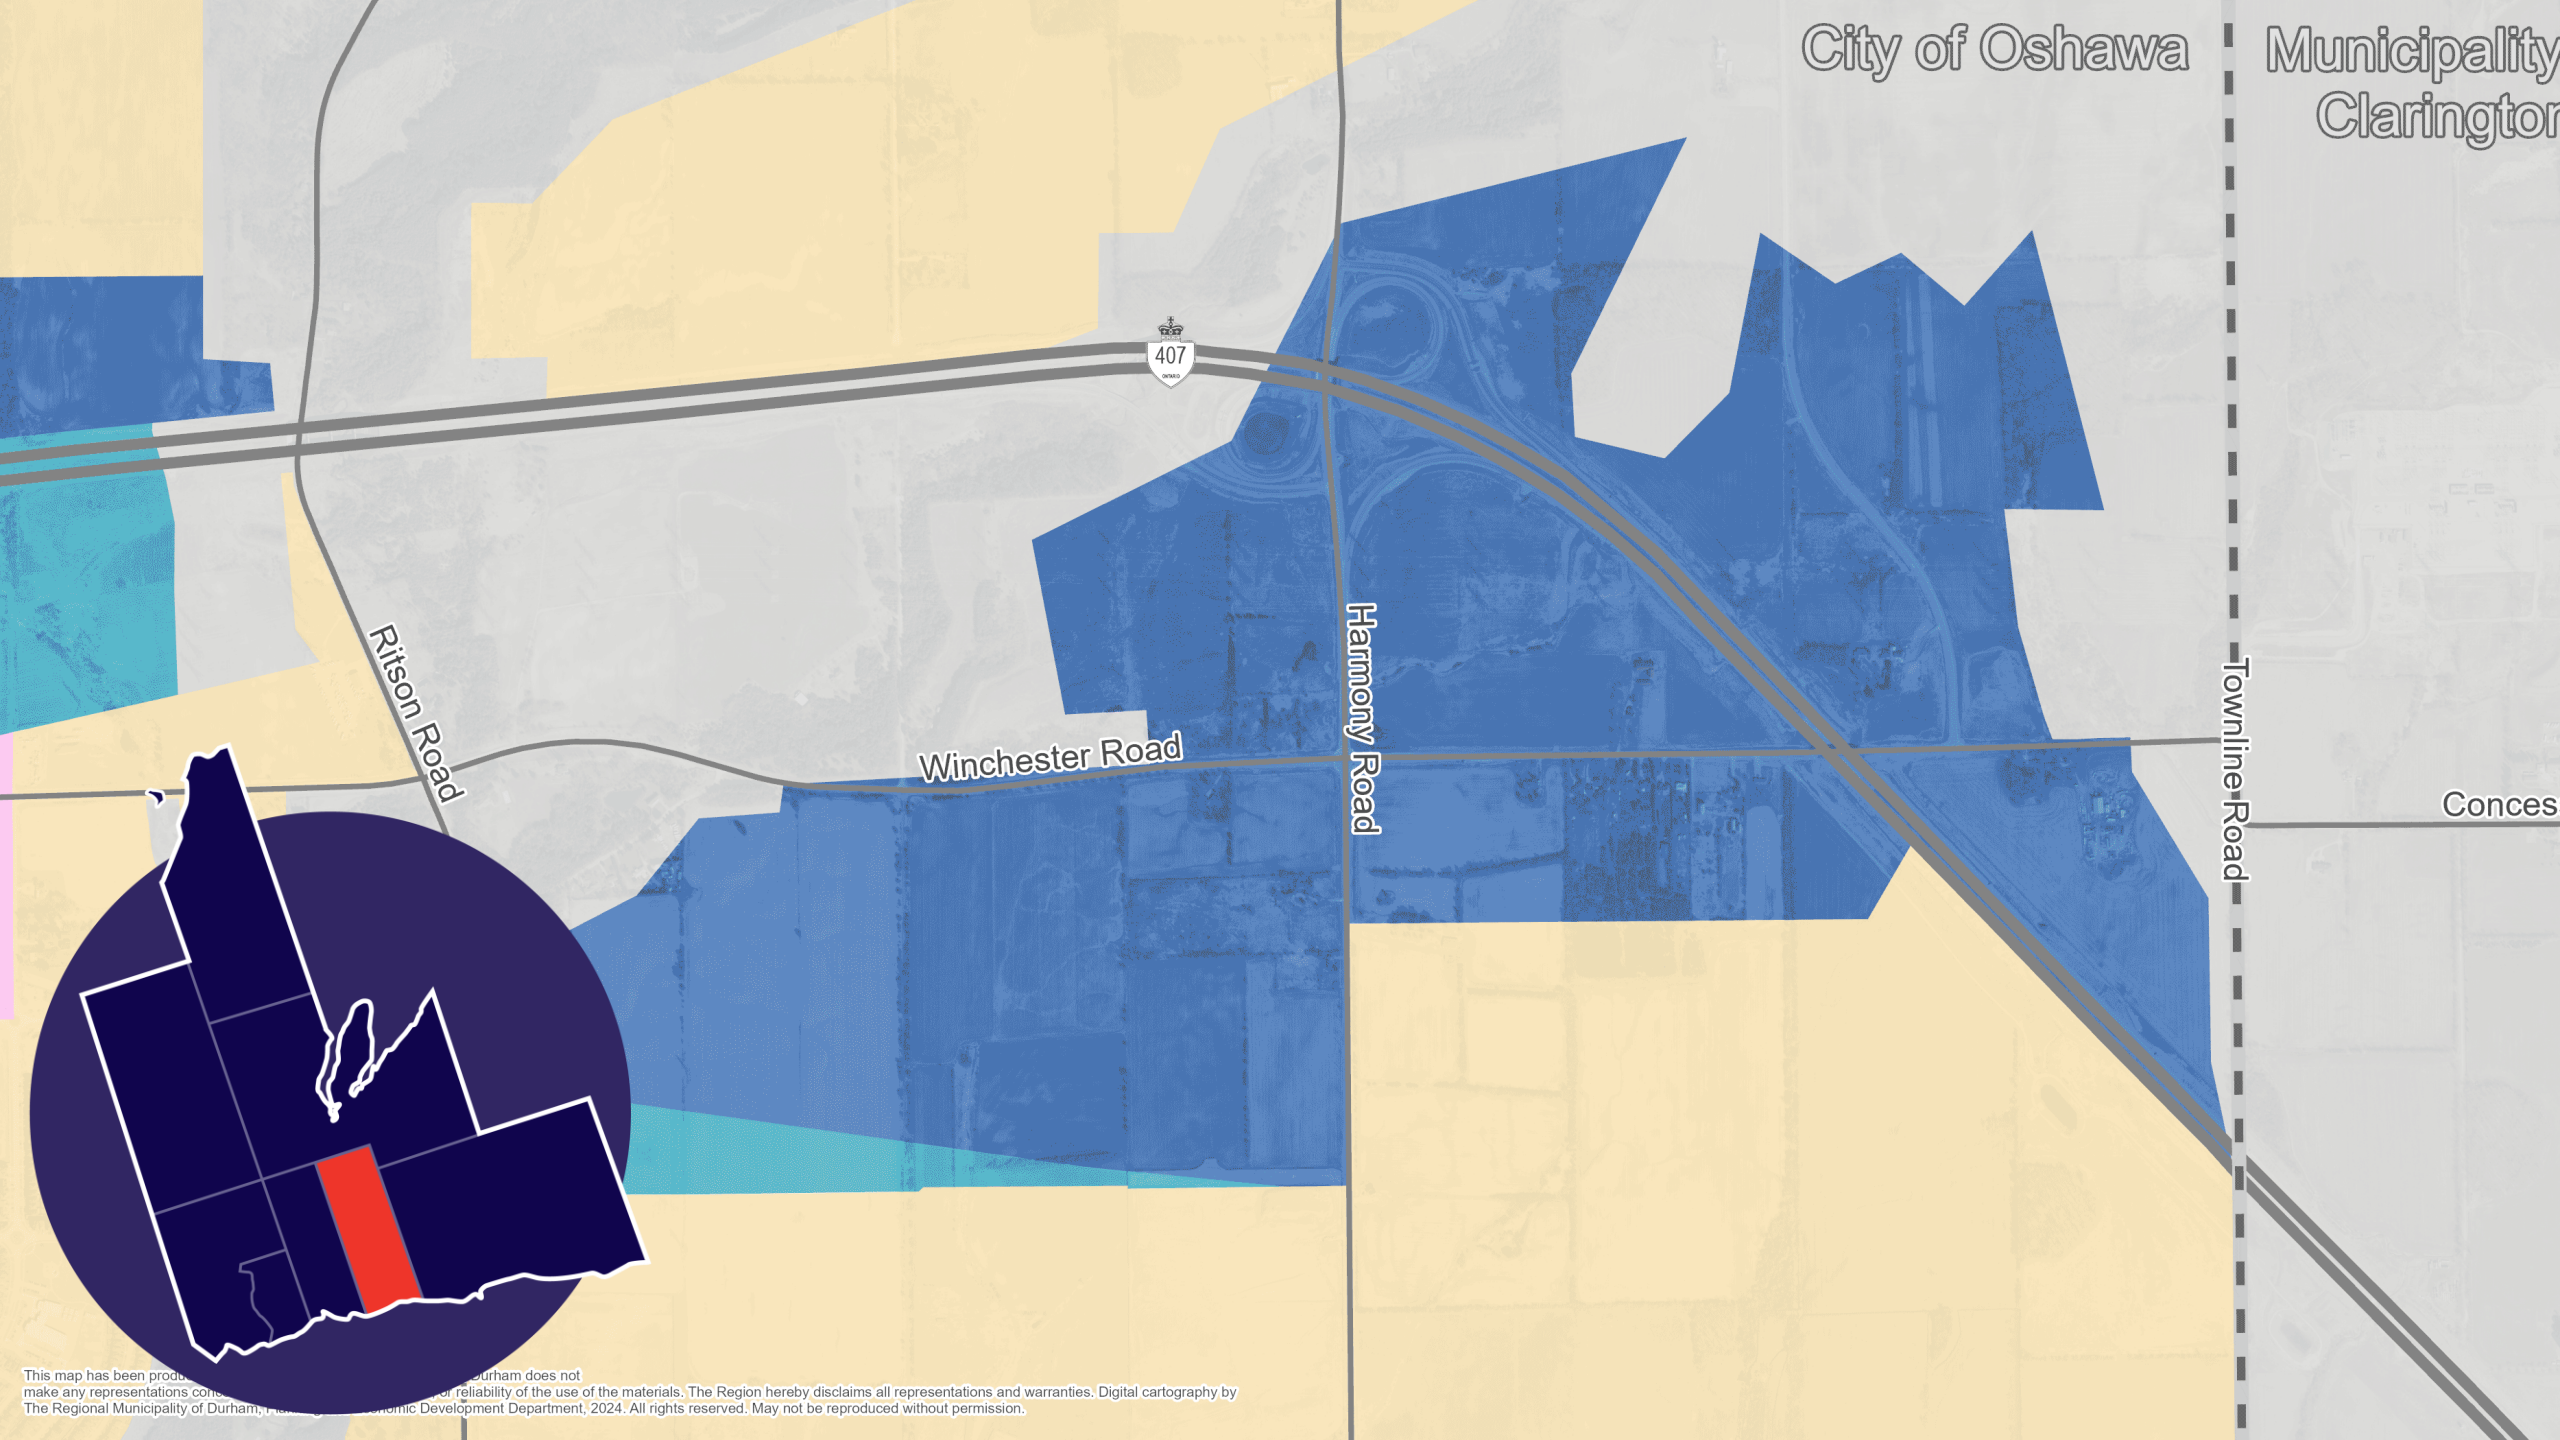 City of Oshawa
Municipality
Claringto
407
ONTARIO
Harmony Road
Ritson Road
Townline Road
Winchester Road
Conces
This map has been produ Durham does not
make any representations conc or reliability of the use of the materials. The Region hereby disclaims all representations and warranties. Digital cartography by
The Regional Municipality of Durham, Development Department, 2024. All rights reserved. May not be reproduced without permission.